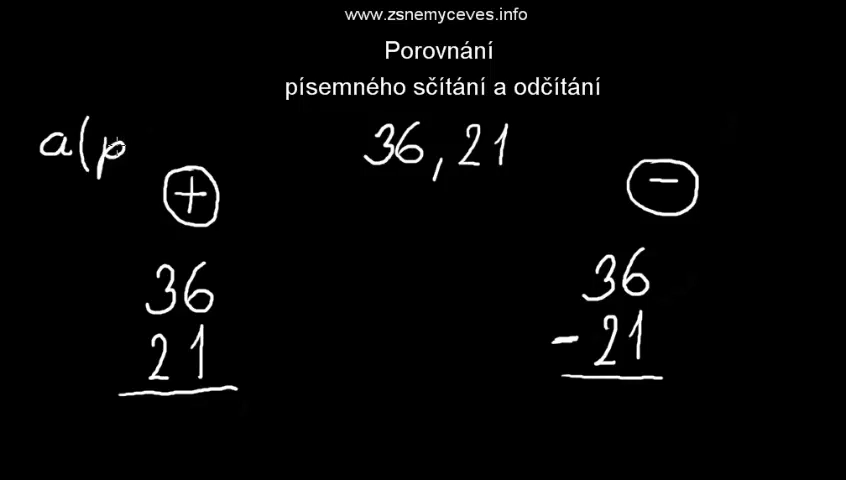 www.zsnemyceves.info
Porovnání
písemného sčítání a odčítání
a(p 36, 21
+ -
36 36
21 -21